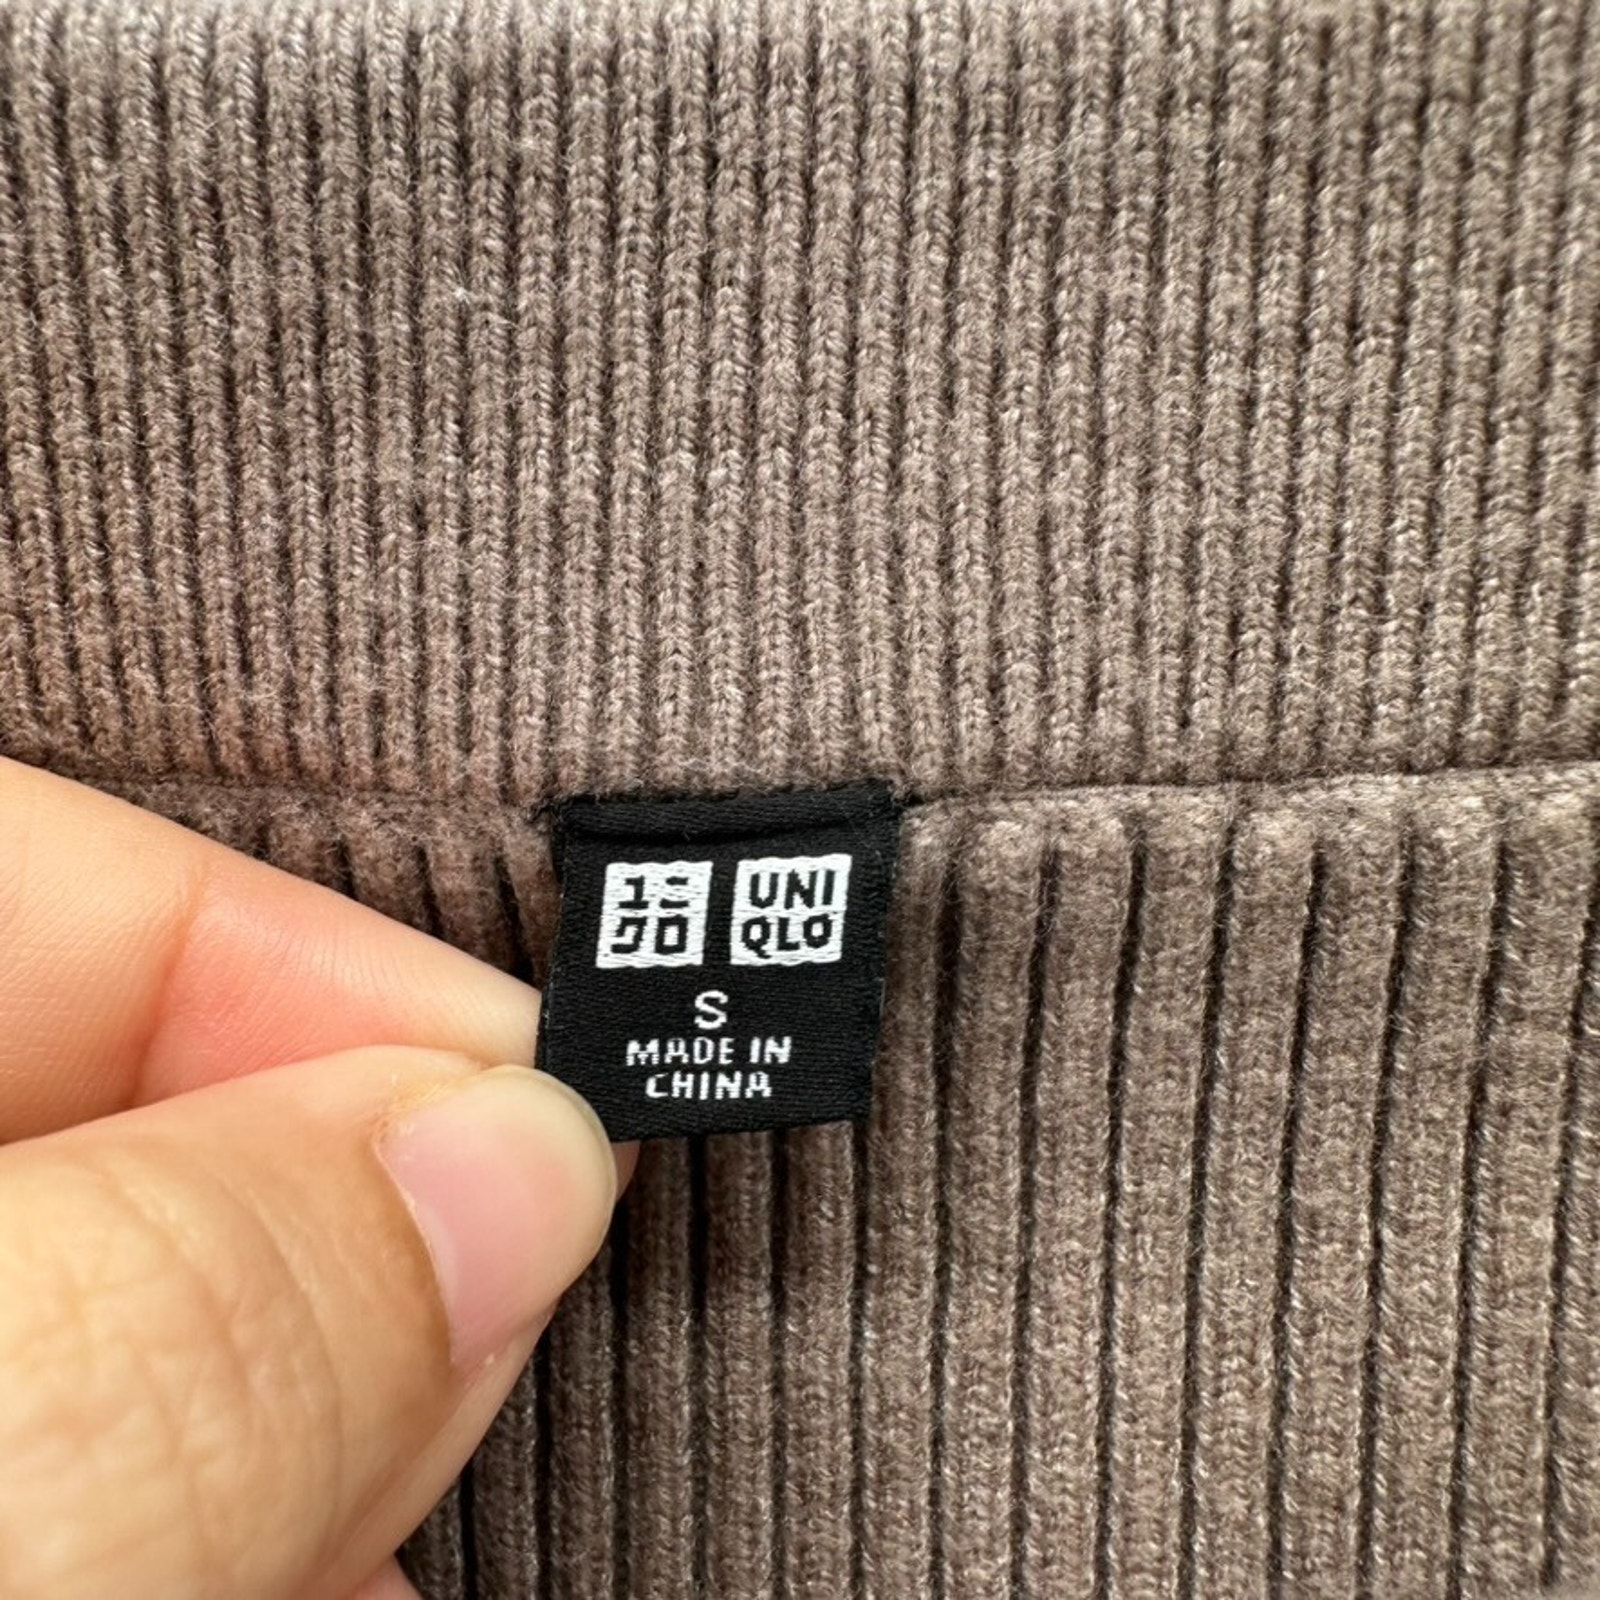 ユニ UNI
クロ QLO
S
MADE IN
CHINA